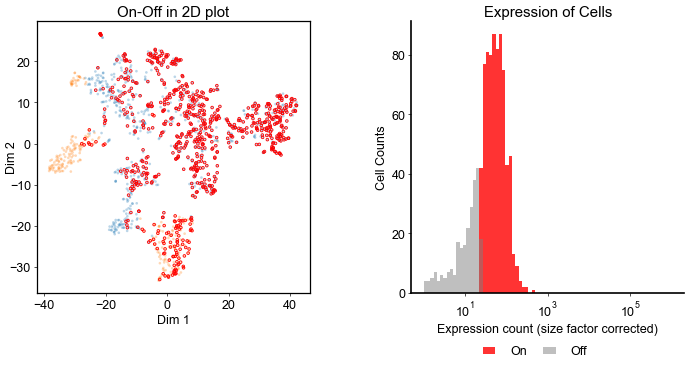 On-Off in 2D plot
Dim 2
20
10
0
−10
−20
−30
−40
−20
0
20
40
Dim 1
Expression of Cells
Cell Counts
80
60
40
20
0
10^1
10^3
10^5
Expression count (size factor corrected)
On
Off